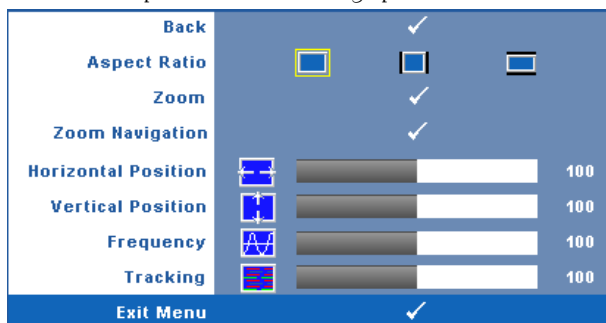 Back
Aspect Ratio
Zoom
Zoom Navigation
Horizontal Position 100
Vertical Position 100
Frequency 100
Tracking 100
Exit Menu